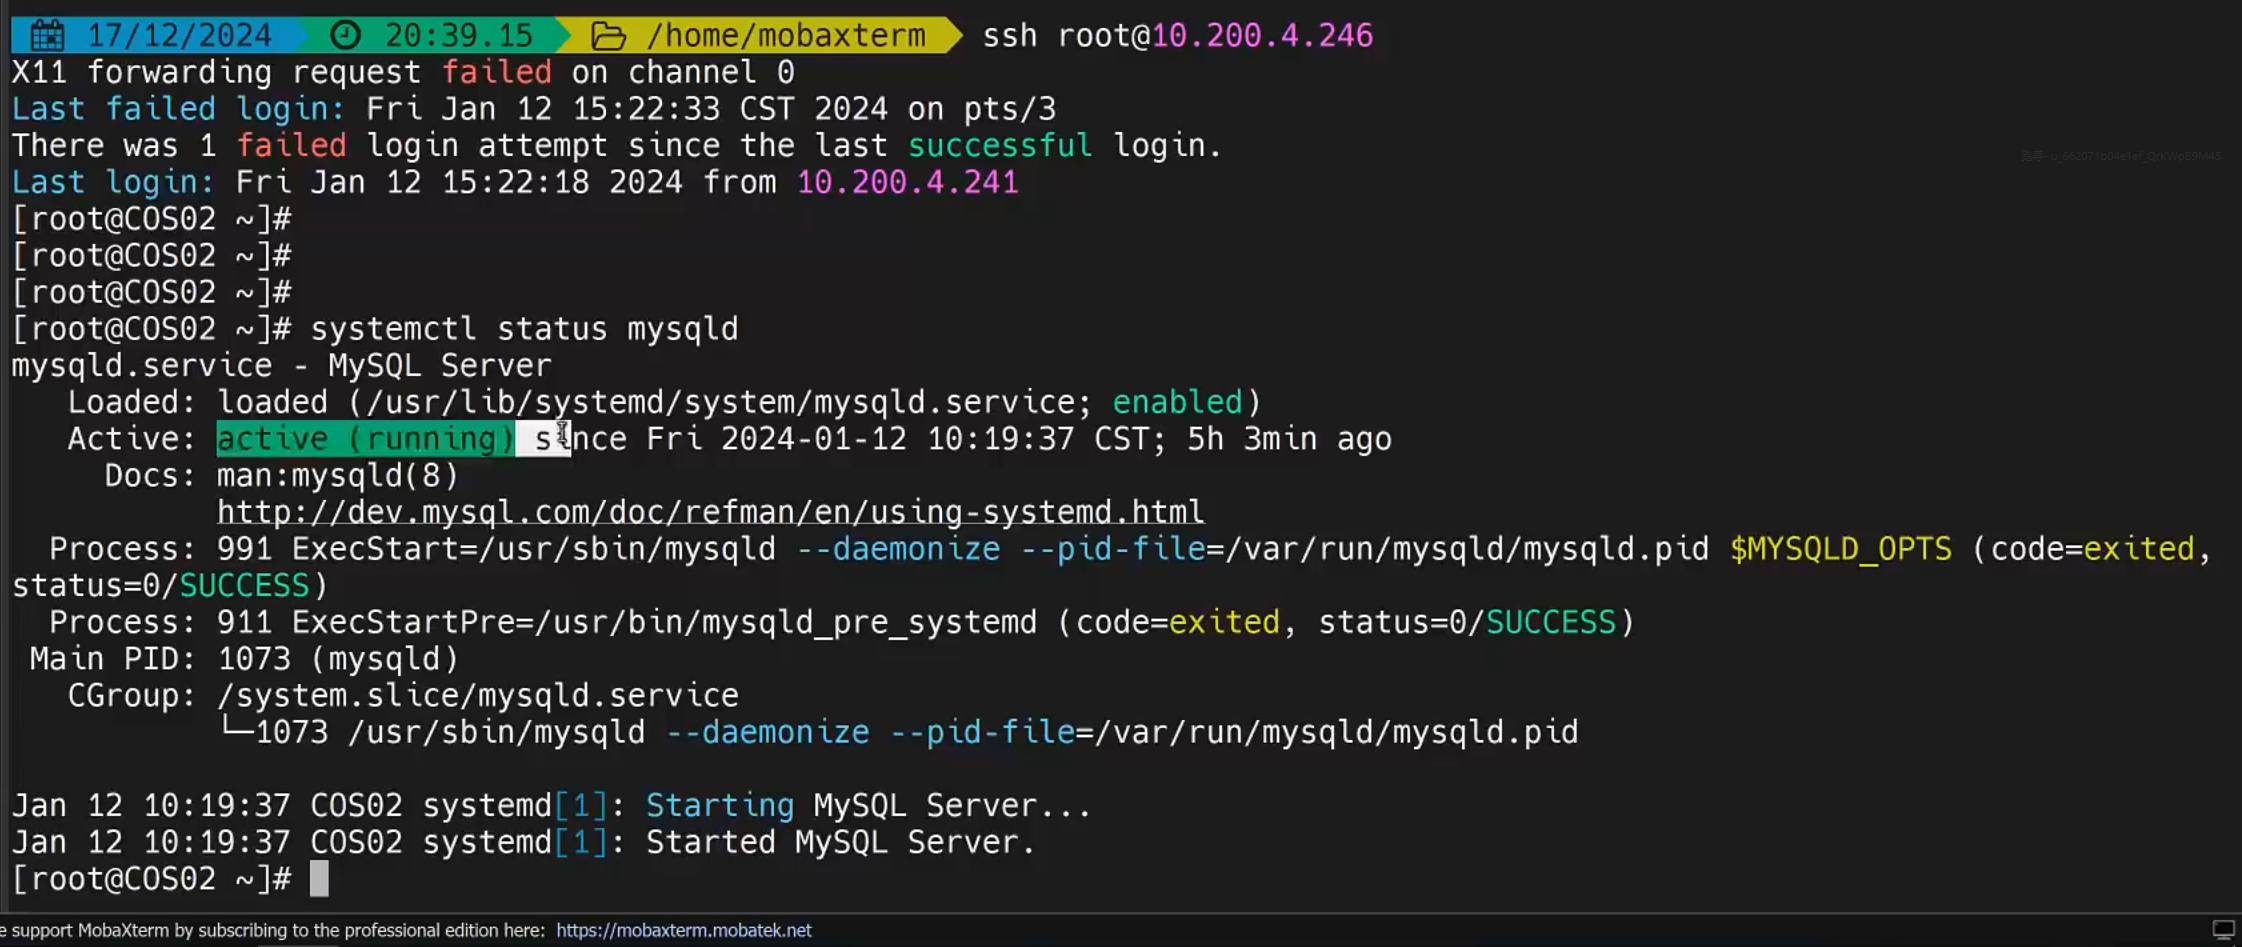 17/12/2024 20:39.15 /home/mobaxterm ssh root@10.200.4.246
X11 forwarding request failed on channel 0
Last failed login: Fri Jan 12 15:22:33 CST 2024 on pts/3
There was 1 failed login attempt since the last successful login.
Last login: Fri Jan 12 15:22:18 2024 from 10.200.4.241
[root@COS02 ~]#
[root@COS02 ~]#
[root@COS02 ~]#
[root@COS02 ~]# systemctl status mysqld
mysqld.service - MySQL Server
Loaded: loaded (/usr/lib/systemd/system/mysqld.service; enabled)
Active: active (running) since Fri 2024-01-12 10:19:37 CST; 5h 3min ago
Docs: man:mysqld(8)
http://dev.mysql.com/doc/refman/en/using-systemd.html
Process: 991 ExecStart=/usr/sbin/mysqld --daemonize --pid-file=/var/run/mysqld/mysqld.pid $MYSQLD_OPTS (code=exited,
status=0/SUCCESS)
Process: 911 ExecStartPre=/usr/bin/mysqld_pre_systemd (code=exited, status=0/SUCCESS)
Main PID: 1073 (mysqld)
CGroup: /system.slice/mysqld.service
└─1073 /usr/sbin/mysqld --daemonize --pid-file=/var/run/mysqld/mysqld.pid
Jan 12 10:19:37 COS02 systemd[1]: Starting MySQL Server...
Jan 12 10:19:37 COS02 systemd[1]: Started MySQL Server.
[root@COS02 ~]#
e support MobaXterm by subscribing to the professional edition here: https://mobaxterm.mobatek.net